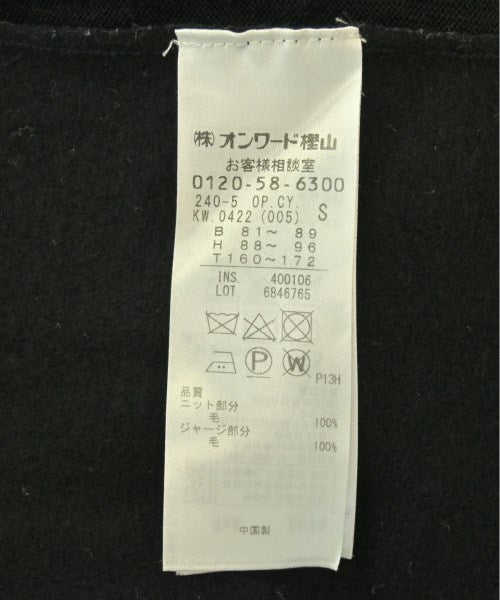 (株)オンワード樫山
お客様相談室
0120-58-6300
240-5 OP.CY.
KW.0422 (005) S
B 81～ 89
H 88～ 96
T 160～172
INS. 400106
LOT 6846765
P
W
P13H
品質
ニット部分
毛 100%
ジャージ部分
毛 100%
中国製